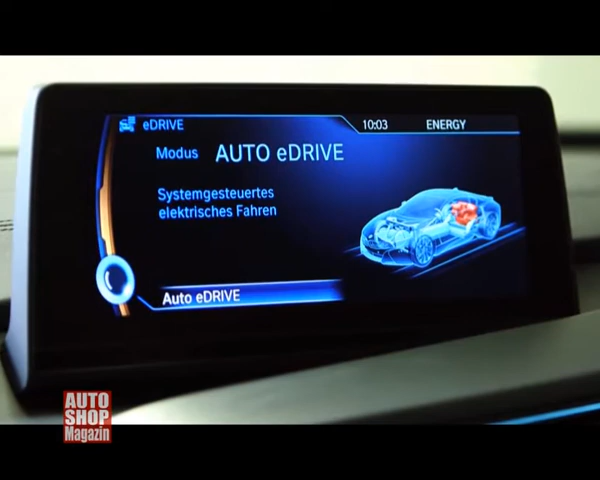 eDRIVE
10:03
ENERGY
Modus AUTO eDRIVE
Systemgesteuertes
elektrisches Fahren
Auto eDRIVE
AUTO
SHOP
Magazin